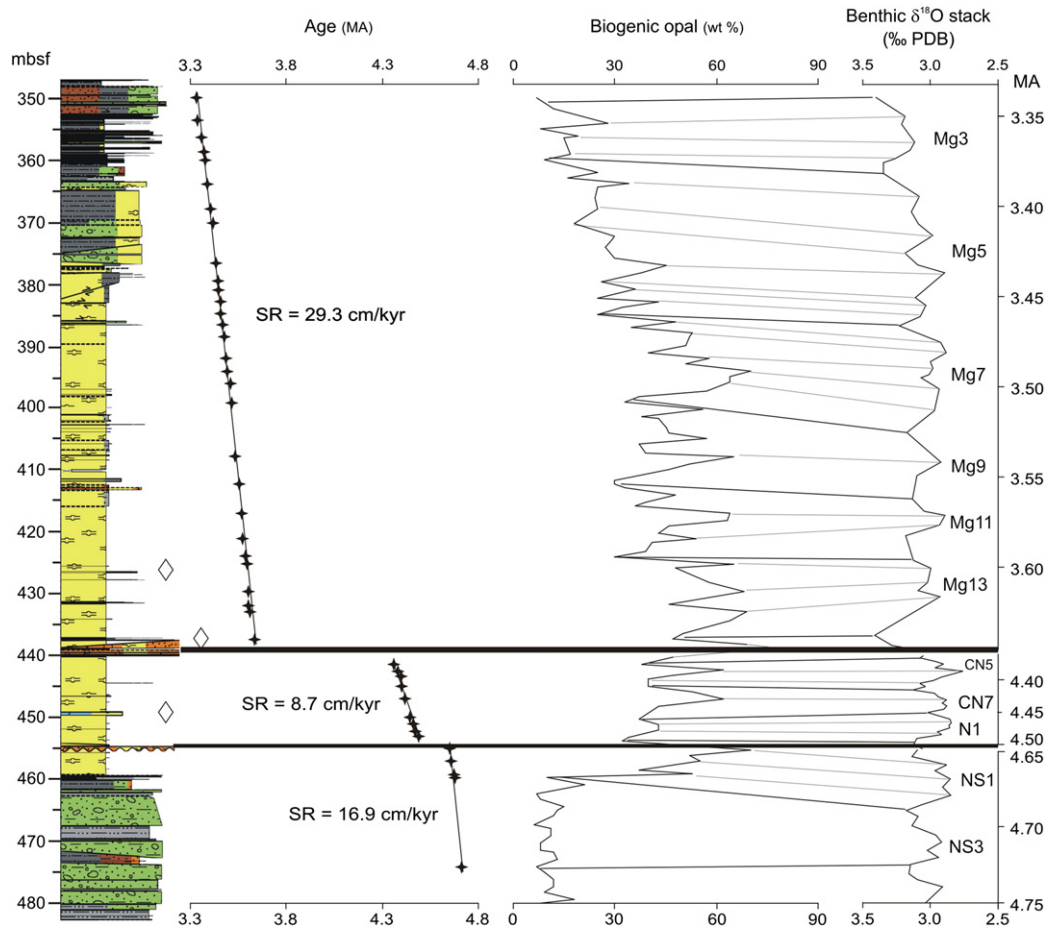 Age (MA)
Biogenic opal (wt %)
Benthic δ¹⁸O stack
(‰ PDB)
mbsf
3.3 4.3 4.8
0 30 60 90
3.5 3.0 2.5
MA
350
360
370
380
390
400
410
420
430
440
450
460
470
480
SR = 29.3 cm/kyr
SR = 8.7 cm/kyr
SR = 16.9 cm/kyr
Mg3
Mg5
Mg7
Mg9
Mg11
Mg13
CN5
CN7
N1
NS1
NS3
3.35
3.40
3.45
3.50
3.55
3.60
4.40
4.45
4.50
4.65
4.70
4.75
3.3 4.3 4.8
0 30 60 90
3.5 3.0 2.5